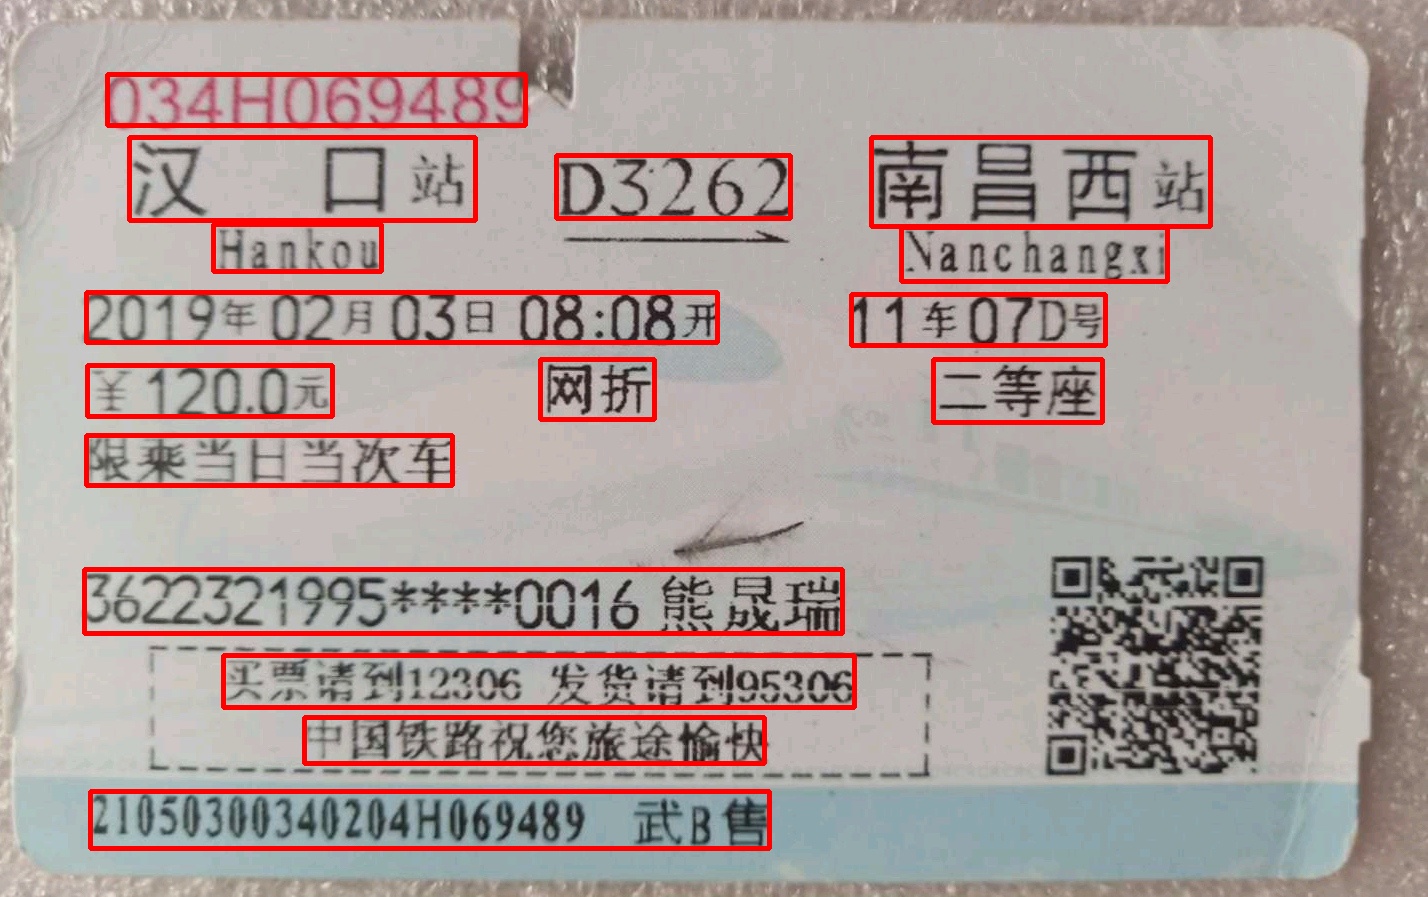 034H069489
汉口站 D3262 南昌西站
Hankou Nanchangxi
2019年02月03日 08:08开 11车07D号
￥120.0元 网折 二等座
限乘当日当次车
3622321995****0016 熊晟瑞
买票请到12306 发货请到95306
中国铁路祝您旅途愉快
21050300340204H069489 武B售